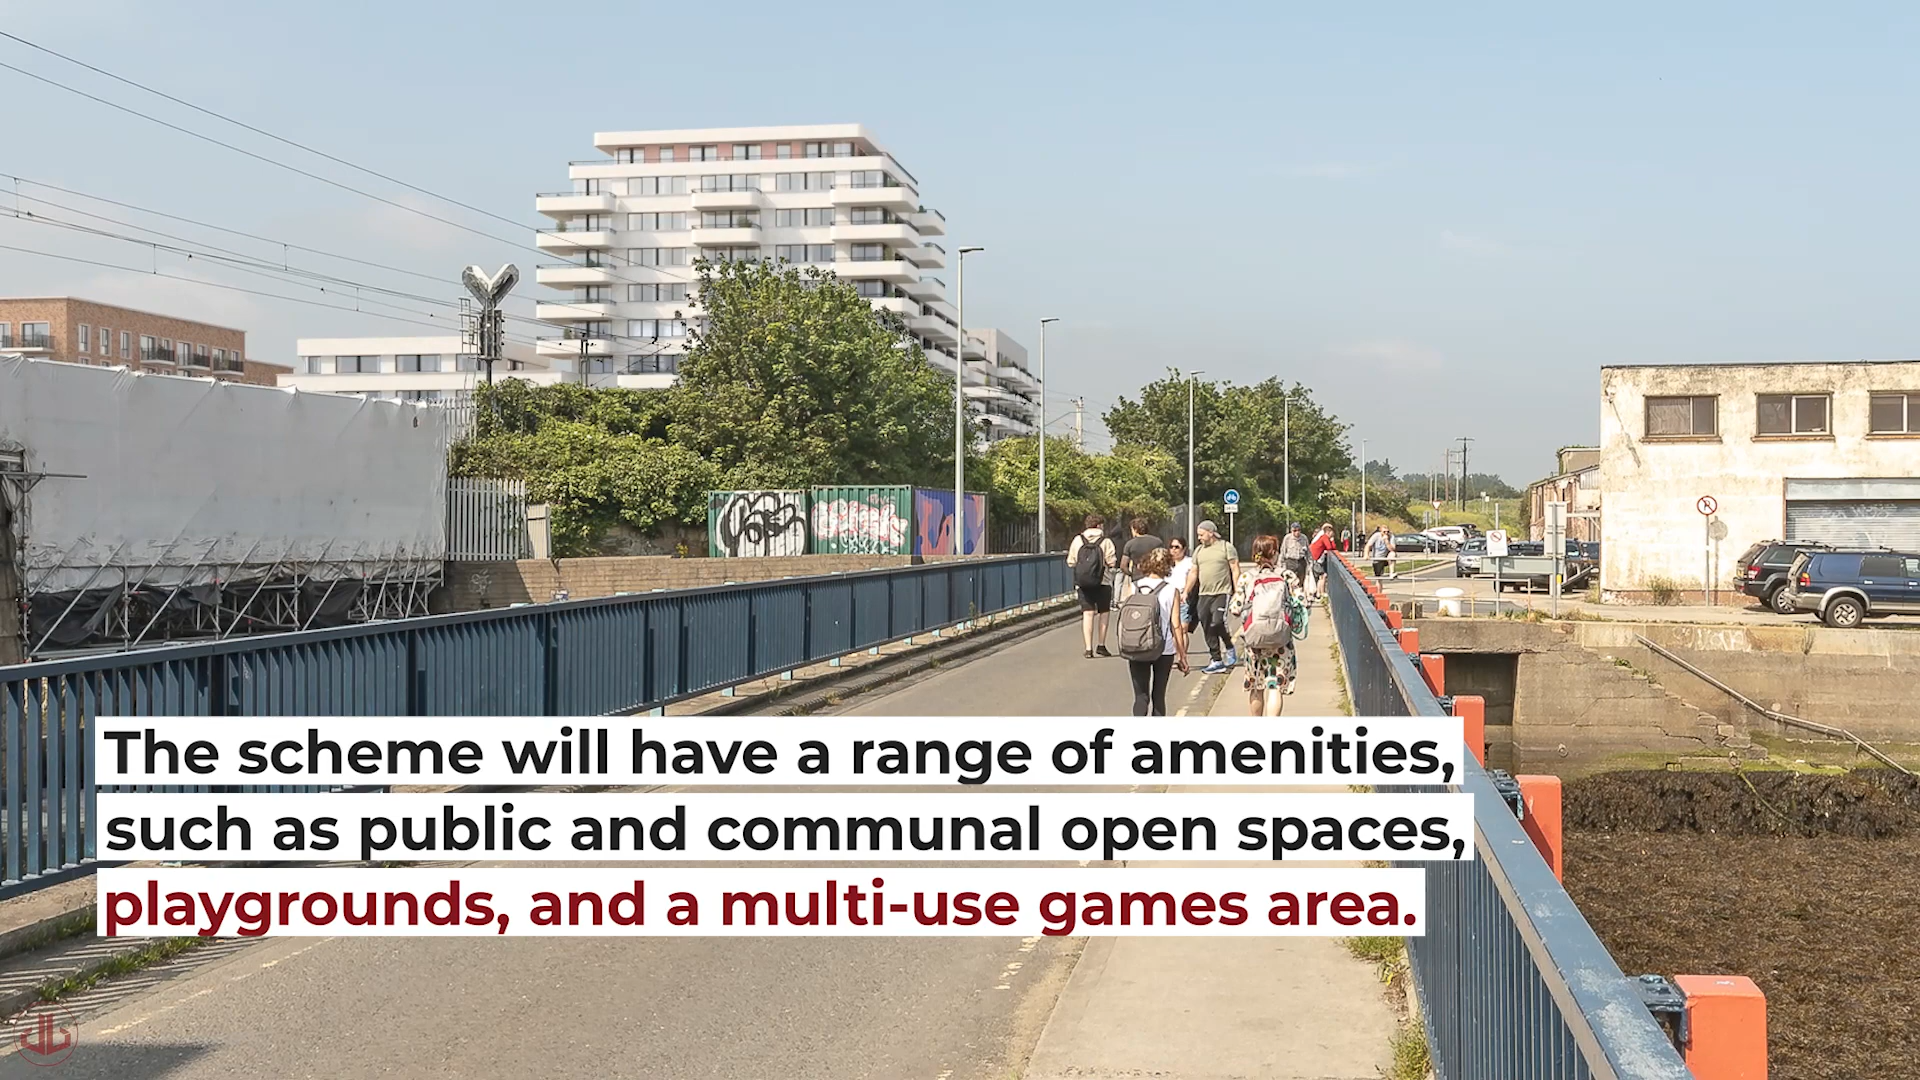 The scheme will have a range of amenities,
such as public and communal open spaces,
playgrounds, and a multi-use games area.